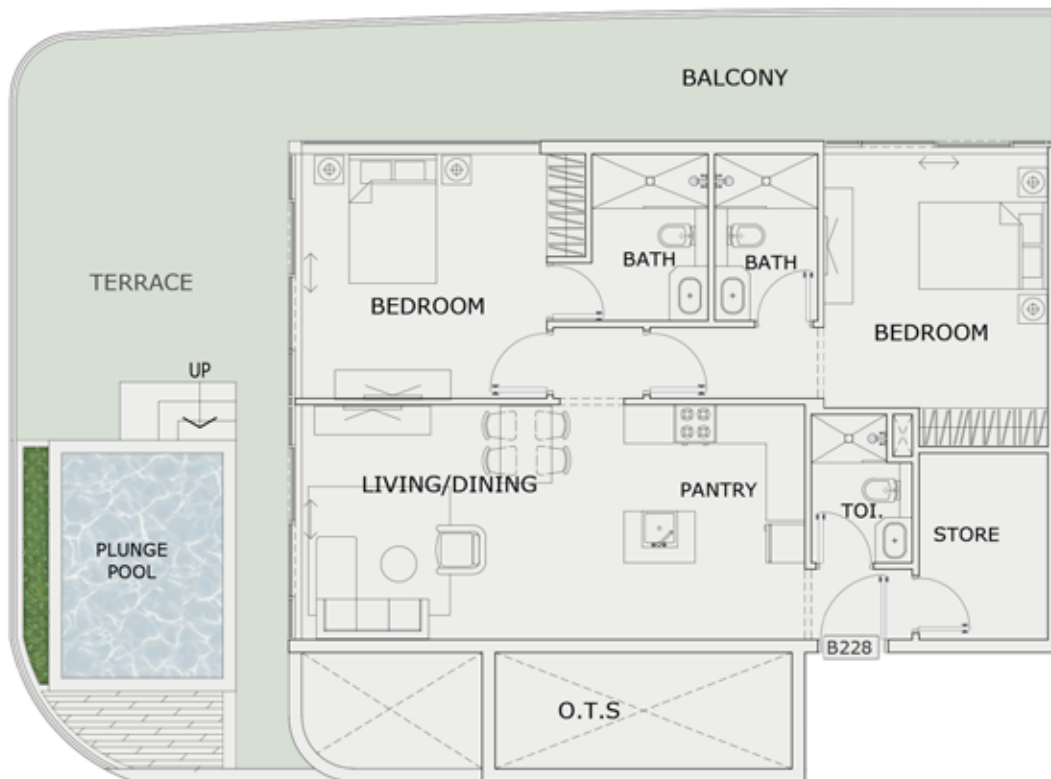 BALCONY
TERRACE
BATH
BATH
BEDROOM
BEDROOM
UP
LIVING/DINING
PANTRY
TOI.
STORE
PLUNGE
POOL
B228
O.T.S